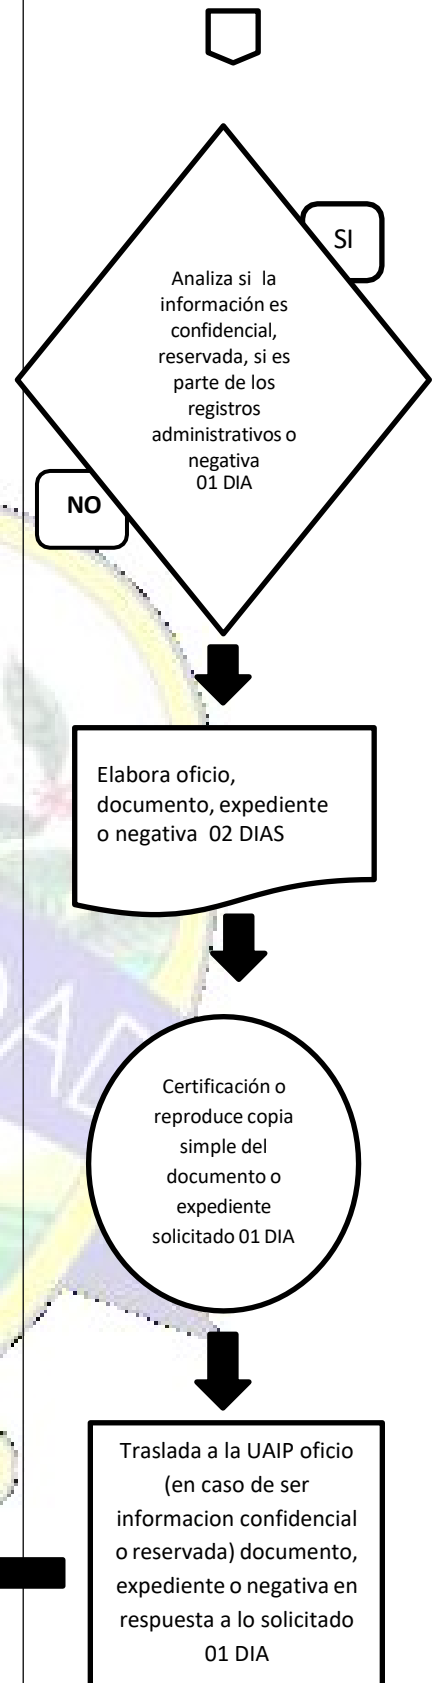 SI
Analiza si la
información es
confidencial,
reservada, si es
parte de los
registros
administrativos o
negativa
01 DIA
NO
Elabora oficio,
documento, expediente
o negativa 02 DIAS
DAD
Certificación o
reproduce copia
simple del
documento o
expediente
solicitado 01 DIA
Traslada a la UAIP oficio
(en caso de ser
informacion confidencial
o reservada) documento,
expediente o negativa en
respuesta a lo solicitado
01 DIA